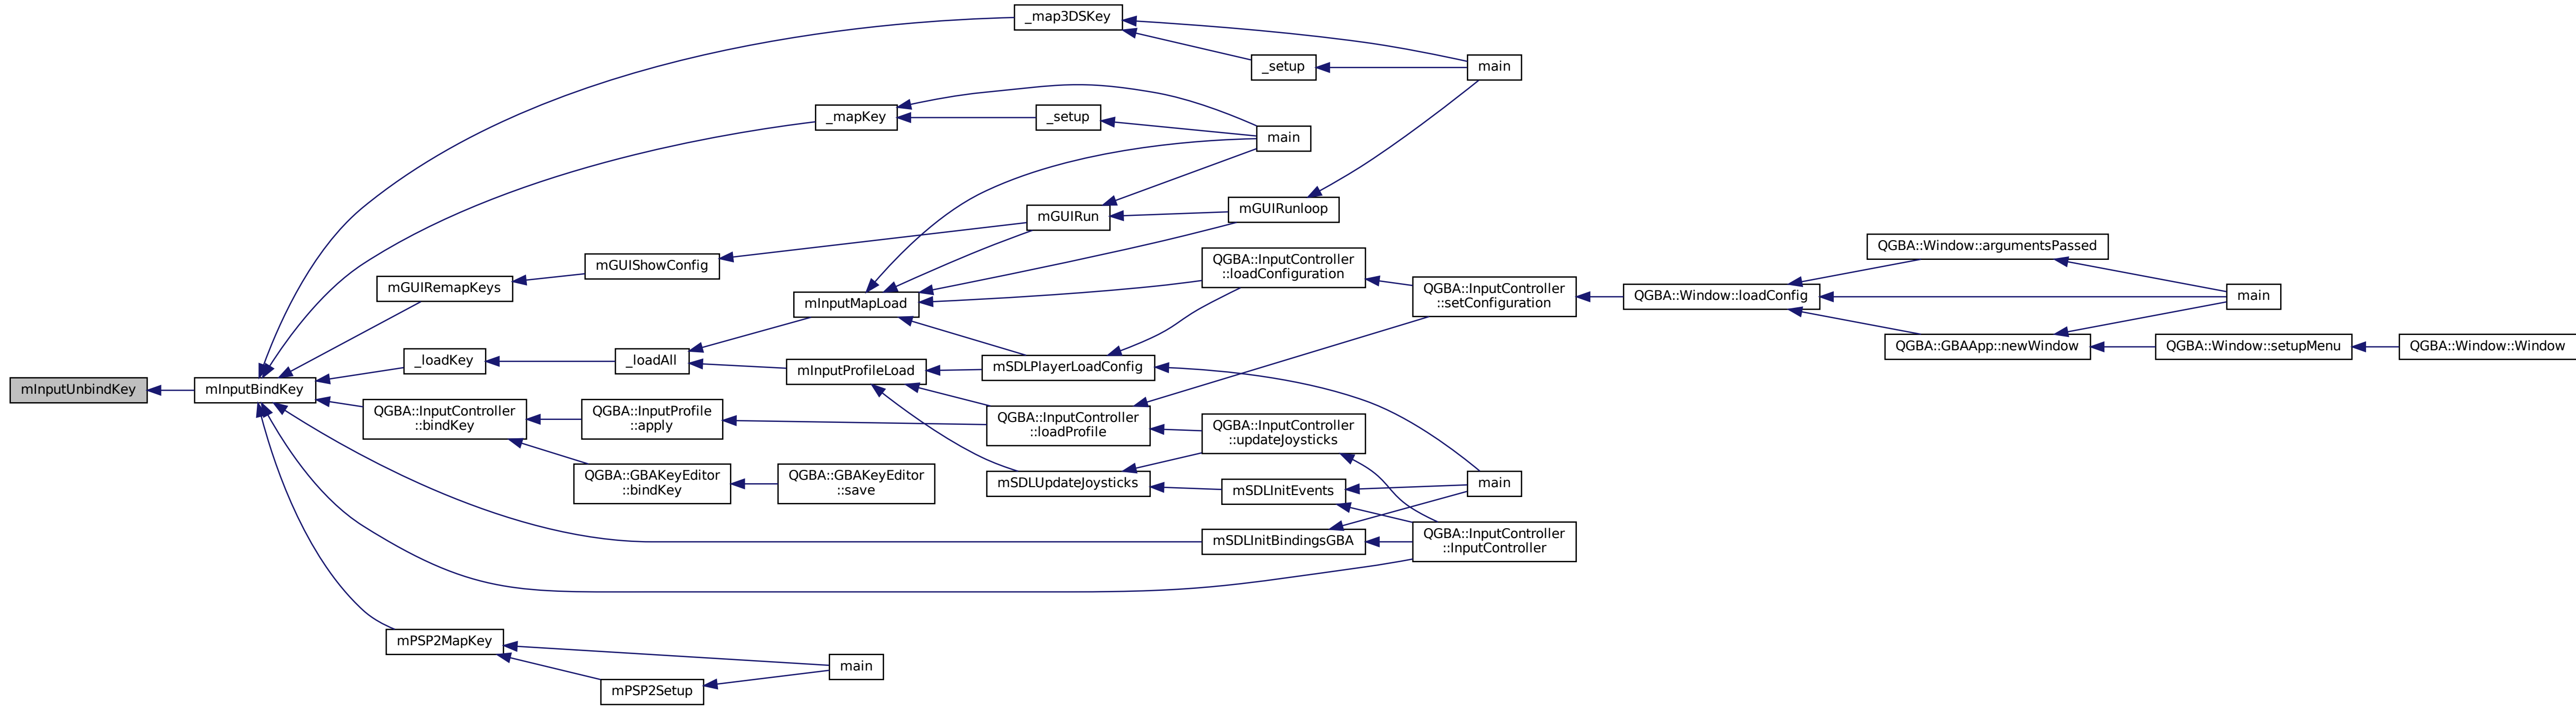 _map3DSKey
_setup
main
_mapKey
_setup
main
mGUIRun
mGUIRunloop
mGUIShowConfig
mGUIRemapKeys
mInputMapLoad
QGBA::InputController
::loadConfiguration
QGBA::InputController
::setConfiguration
QGBA::Window::loadConfig
QGBA::Window::argumentsPassed
main
QGBA::GBAApp::newWindow
QGBA::Window::setupMenu
QGBA::Window::Window
mInputUnbindKey
mInputBindKey
_loadKey
_loadAll
mInputProfileLoad
mSDLPlayerLoadConfig
QGBA::InputController
::bindKey
QGBA::InputProfile
::apply
QGBA::InputController
::loadProfile
QGBA::InputController
::updateJoysticks
QGBA::GBAKeyEditor
::bindKey
QGBA::GBAKeyEditor
::save
mSDLUpdateJoysticks
mSDLInitEvents
main
mSDLInitBindingsGBA
QGBA::InputController
::InputController
mPSP2MapKey
main
mPSP2Setup